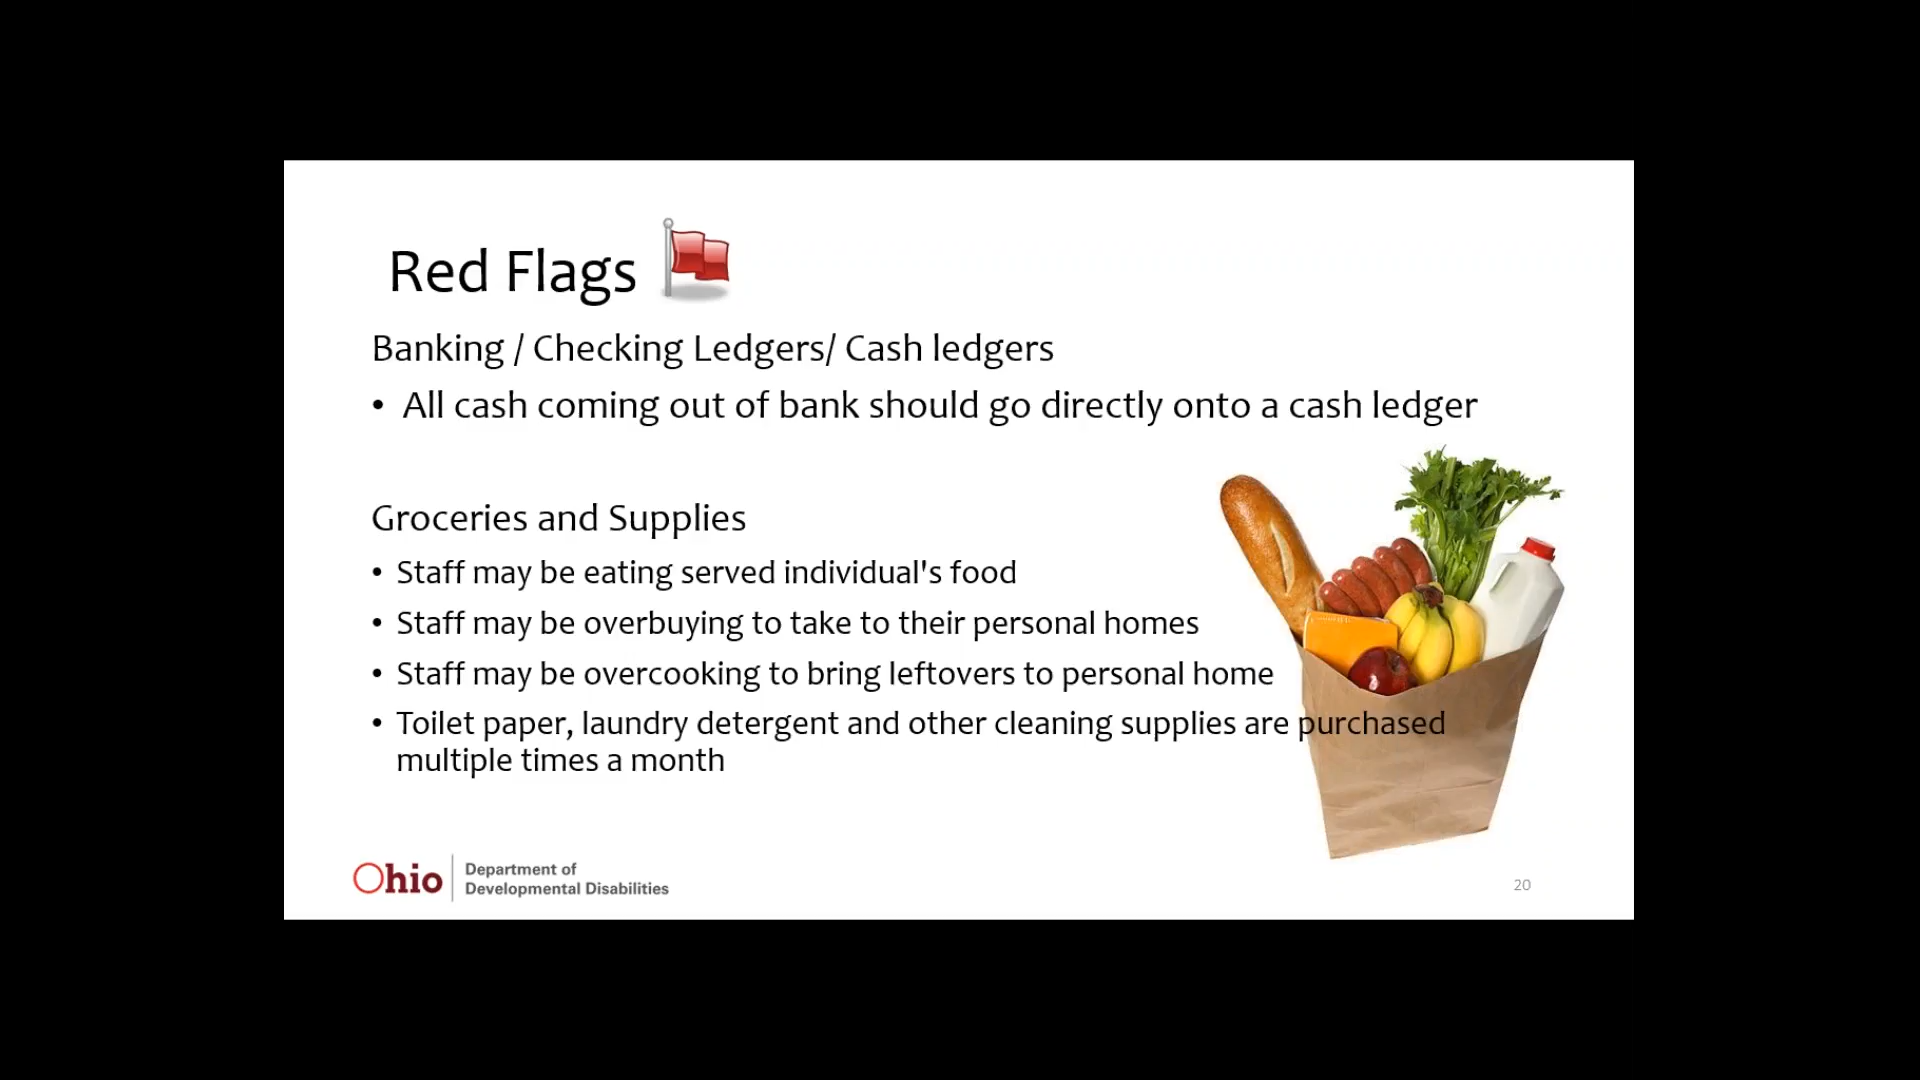 Red Flags
Banking / Checking Ledgers/ Cash ledgers
• All cash coming out of bank should go directly onto a cash ledger
Groceries and Supplies
• Staff may be eating served individual's food
• Staff may be overbuying to take to their personal homes
• Staff may be overcooking to bring leftovers to personal home
• Toilet paper, laundry detergent and other cleaning supplies are purchased
multiple times a month
Ohio
Department of
Developmental Disabilities
20